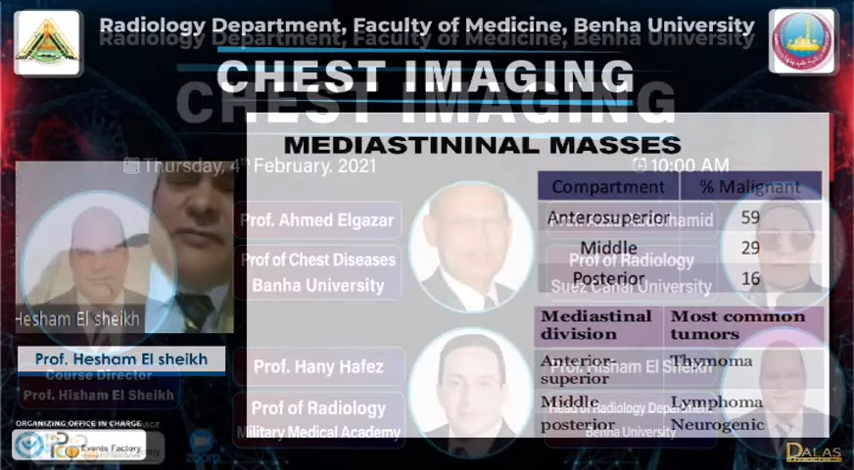 Radiology Department, Faculty of Medicine, Benha University
Radiology Department, Faculty of Medicine, Benha University
CHEST IMAGING
CHEST IMAGING
MEDIASTININAL MASSES
Thursday, 4th February. 2021
10:00 AM
Compartment % Malignant
Anterosuperior 59
Middle 29
Posterior 16
Mediastinal division Most common tumors
Anterior-superior Thymoma
Middle Lymphoma
posterior Neurogenic
Prof. Ahmed Elgazar
Prof of Chest Diseases
Banha University
Prof of Radiology
Suez Canal University
Prof. Hany Hafez
Prof of Radiology
Military Medical Academy
Prof. Hisham El Sheikh
Head of Radiology Department
Benha University
Hesham El sheikh
Prof. Hesham El sheikh
Course Director
Prof. Hisham El Sheikh
ORGANIZING OFFICE IN CHARGE
Events Factory
zoom
DALAS